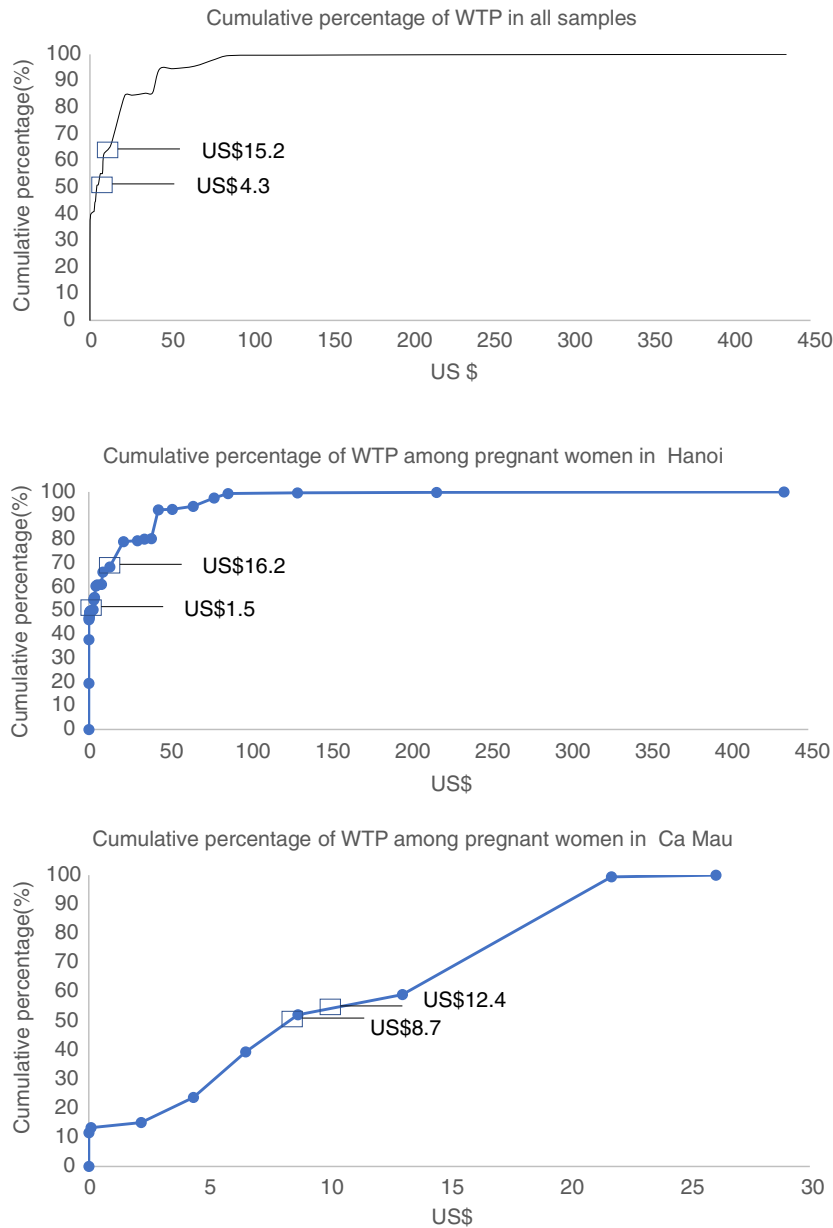 Cumulative percentage of WTP in all samples
Cumulative percentage(%)
100
90
80
70
60
50
40
30
20
10
0
US$15.2
US$4.3
0 50 100 150 200 250 300 350 400 450
US $
Cumulative percentage of WTP among pregnant women in Hanoi
Cumulative percentage(%)
100
90
80
70
60
50
40
30
20
10
0
US$16.2
US$1.5
0 50 100 150 200 250 300 350 400 450
US$
Cumulative percentage of WTP among pregnant women in Ca Mau
Cumulative percentage(%)
100
90
80
70
60
50
40
30
20
10
0
US$12.4
US$8.7
0 5 10 15 20 25 30
US$